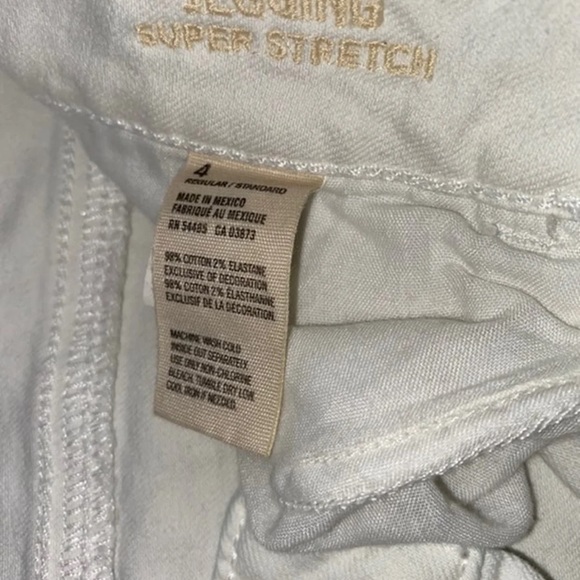 JEGGING
SUPER STRETCH
4
REGULAR / STANDARD
MADE IN MEXICO
FABRIQUÉ AU MEXIQUE
RN 54485 CA 03873
98% COTTON 2% ELASTANE
EXCLUSIVE OF DECORATION
98% COTON 2% ÉLASTHANNE
EXCLUSIF DE LA DÉCORATION
MACHINE WASH COLD
INSIDE OUT SEPARATELY.
USE ONLY NON-CHLORINE
BLEACH. TUMBLE DRY LOW.
COOL IRON IF NEEDED.